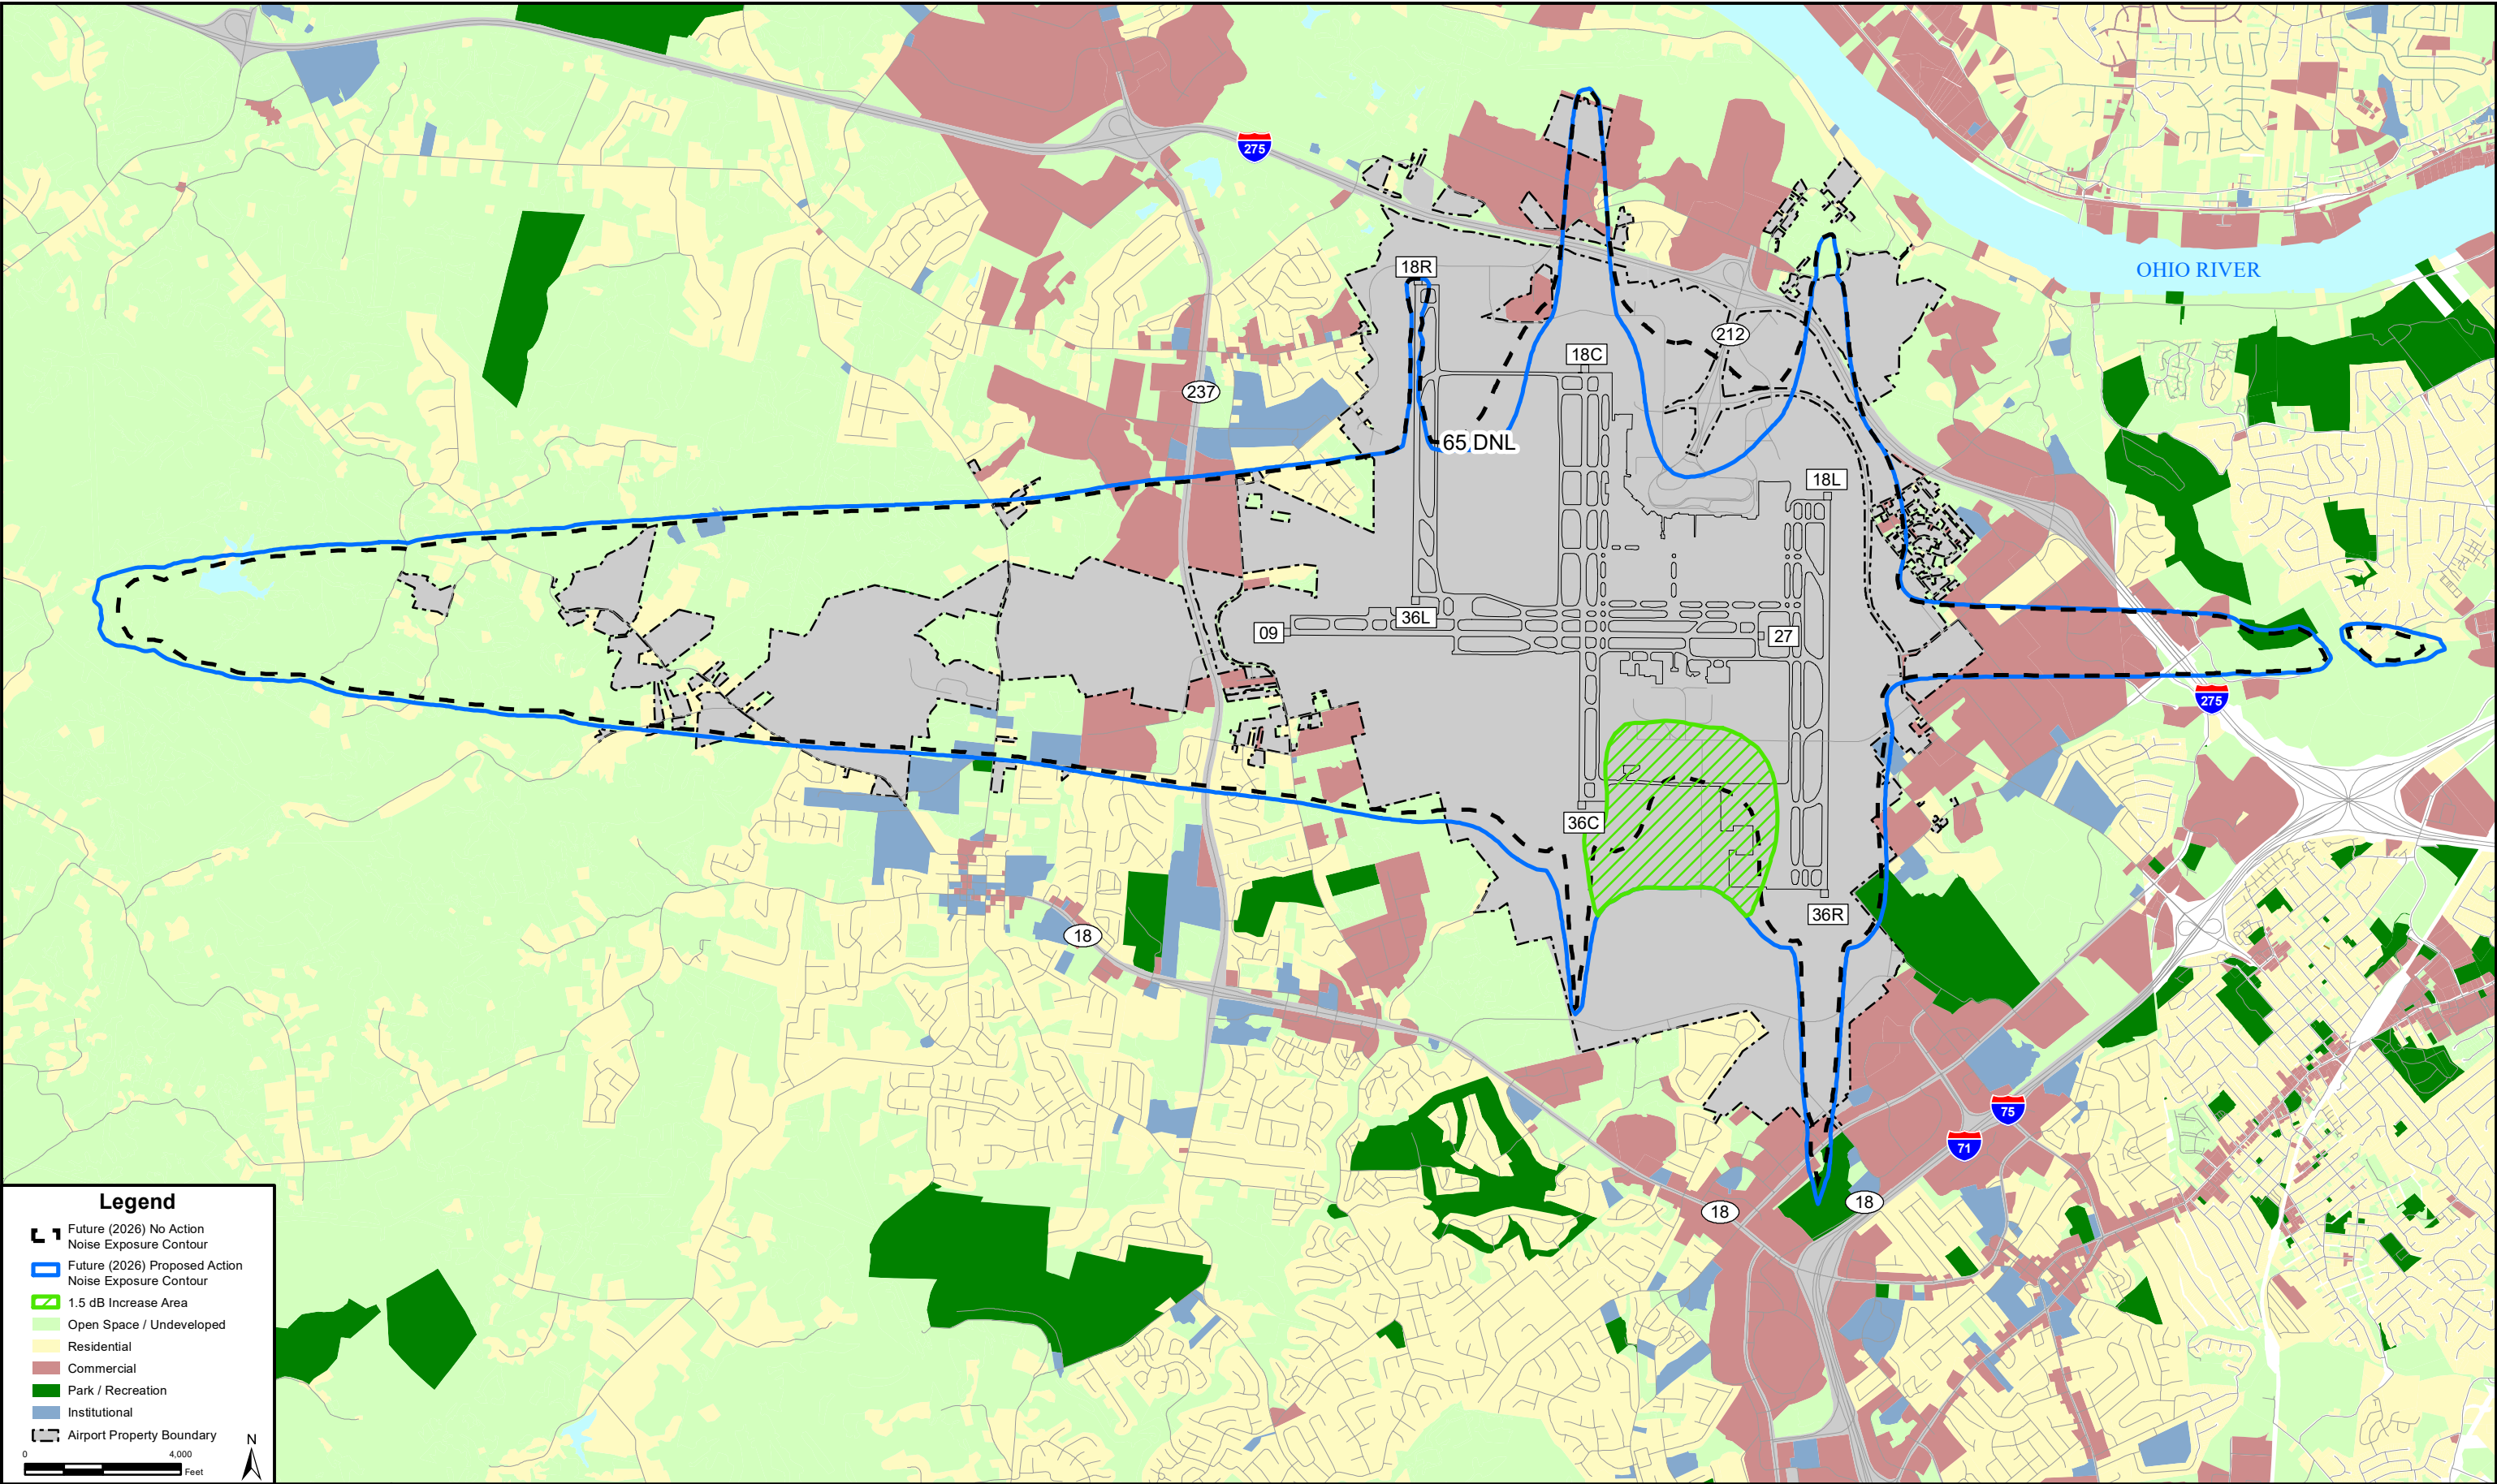 275
OHIO RIVER
18R
212
18C
237
65 DNL
18L
36L
09
27
275
36C
36R
18
75
71
18
18
Legend
Future (2026) No Action
Noise Exposure Contour
Future (2026) Proposed Action
Noise Exposure Contour
1.5 dB Increase Area
Open Space / Undeveloped
Residential
Commercial
Park / Recreation
Institutional
Airport Property Boundary
N
0 4,000
Feet